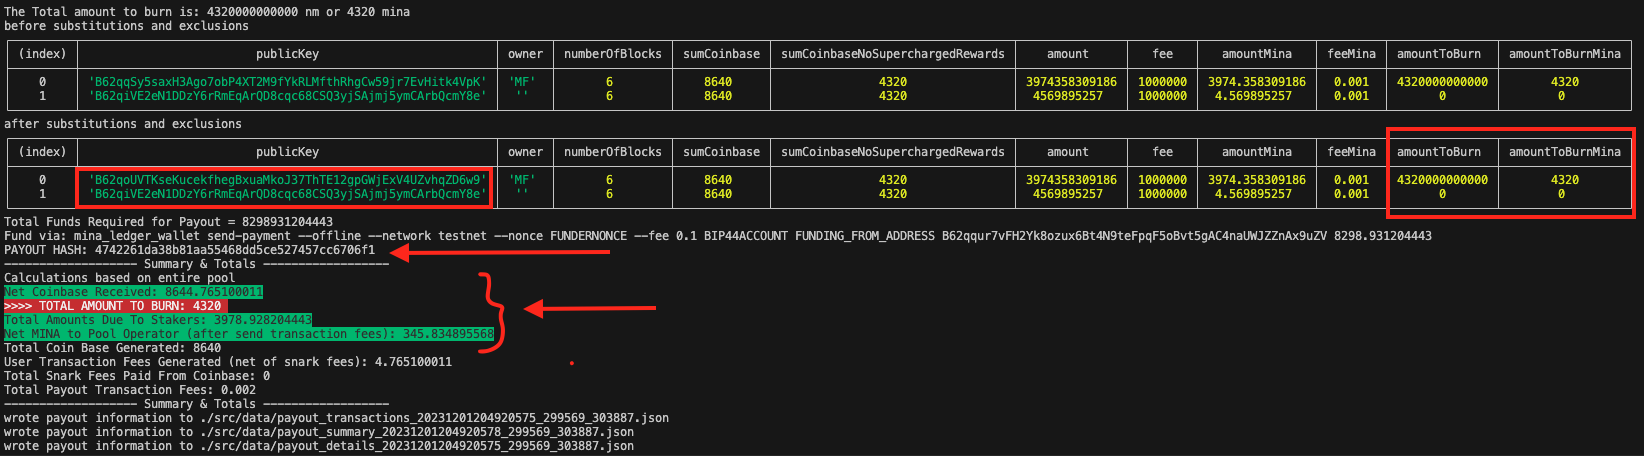 The Total amount to burn is: 4320000000000 nm or 4320 mina
before substitutions and exclusions
(index) publicKey owner numberOfBlocks sumCoinbase sumCoinbaseNoSuperchargedRewards amount fee amountMina feeMina amountToBurn amountToBurnMina
0 'B62qqSy5saxH3Ago7obP4XT2M9fYkRLMfthRhgCw59jr7EvHitk4VpK' 'MF' 6 8640 4320 3974358309186 1000000 3974.358309186 0.001 4320000000000 4320
1 'B62qiVE2eN1DDzY6rRmEqArQD8cqc68CSQ3yjSAjmj5ymCArbQcmY8e' '' 6 8640 4320 4569895257 1000000 4.569895257 0.001 0 0
after substitutions and exclusions
(index) publicKey owner numberOfBlocks sumCoinbase sumCoinbaseNoSuperchargedRewards amount fee amountMina feeMina amountToBurn amountToBurnMina
0 'B62qoUVTKseKucekfhegBxuaMkoJ37ThTE12gpGWjExV4UZvhqZD6w9' 'MF' 6 8640 4320 3974358309186 1000000 3974.358309186 0.001 4320000000000 4320
1 'B62qiVE2eN1DDzY6rRmEqArQD8cqc68CSQ3yjSAjmj5ymCArbQcmY8e' '' 6 8640 4320 4569895257 1000000 4.569895257 0.001 0 0
Total Funds Required for Payout = 8298931204443
Fund via: mina_ledger_wallet send-payment --offline --network testnet --nonce FUNDERNONCE --fee 0.1 BIP44ACCOUNT FUNDING_FROM_ADDRESS B62qqur7vFH2Yk8ozux6Bt4N9teFpqF5oBvt5gAC4naUWJZZnAx9uZV 8298.931204443
PAYOUT HASH: 4742261da38b81aa55468dd5ce527457cc6706f1
------------------- Summary & Totals ------------------
Calculations based on entire pool
Net Coinbase Received: 8644.765100011
>>>> TOTAL AMOUNT TO BURN: 4320
Total Amounts Due To Stakers: 3978.928204443
Net MINA to Pool Operator (after send transaction fees): 345.834895568
Total Coin Base Generated: 8640
User Transaction Fees Generated (net of snark fees): 4.765100011
Total Snark Fees Paid From Coinbase: 0
Total Payout Transaction Fees: 0.002
------------------- Summary & Totals ------------------
wrote payout information to ./src/data/payout_transactions_20231201204920575_299569_303887.json
wrote payout information to ./src/data/payout_summary_20231201204920578_299569_303887.json
wrote payout information to ./src/data/payout_details_20231201204920575_299569_303887.json